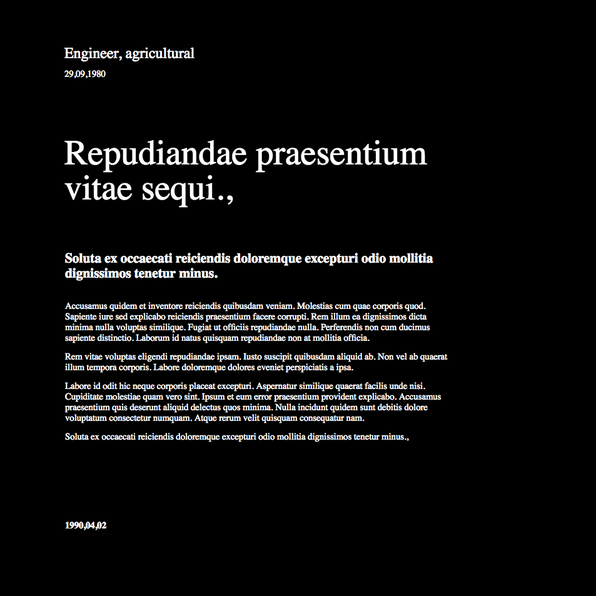 Engineer, agricultural
29,09,1980
Repudiandae praesentium
vitae sequi.,
Soluta ex occaecati reiciendis doloremque excepturi odio mollitia
dignissimos tenetur minus.
Accusamus quidem et inventore reiciendis quibusdam veniam. Molestias cum quae corporis quod.
Sapiente iure sed explicabo reiciendis praesentium facere corrupti. Rem illum ea dignissimos dicta
minima nulla voluptas similique. Fugiat ut officiis repudiandae nulla. Perferendis non cum ducimus
sapiente distinctio. Laborum id natus quisquam repudiandae non at mollitia officia.
Rem vitae voluptas eligendi repudiandae ipsam. Iusto suscipit quibusdam aliquid ab. Non vel ab quaerat
illum tempora corporis. Labore doloremque dolores eveniet perspiciatis a ipsa.
Labore id odit hic neque corporis placeat excepturi. Aspernatur similique quaerat facilis unde nisi.
Cupiditate molestiae quam vero sint. Ipsum et eum error praesentium provident explicabo. Accusamus
praesentium quis deserunt aliquid delectus quos minima. Nulla incidunt quidem sunt debitis dolore
voluptatum consectetur numquam. Atque rerum velit quisquam consequatur nam.
Soluta ex occaecati reiciendis doloremque excepturi odio mollitia dignissimos tenetur minus.,
1990,04,02